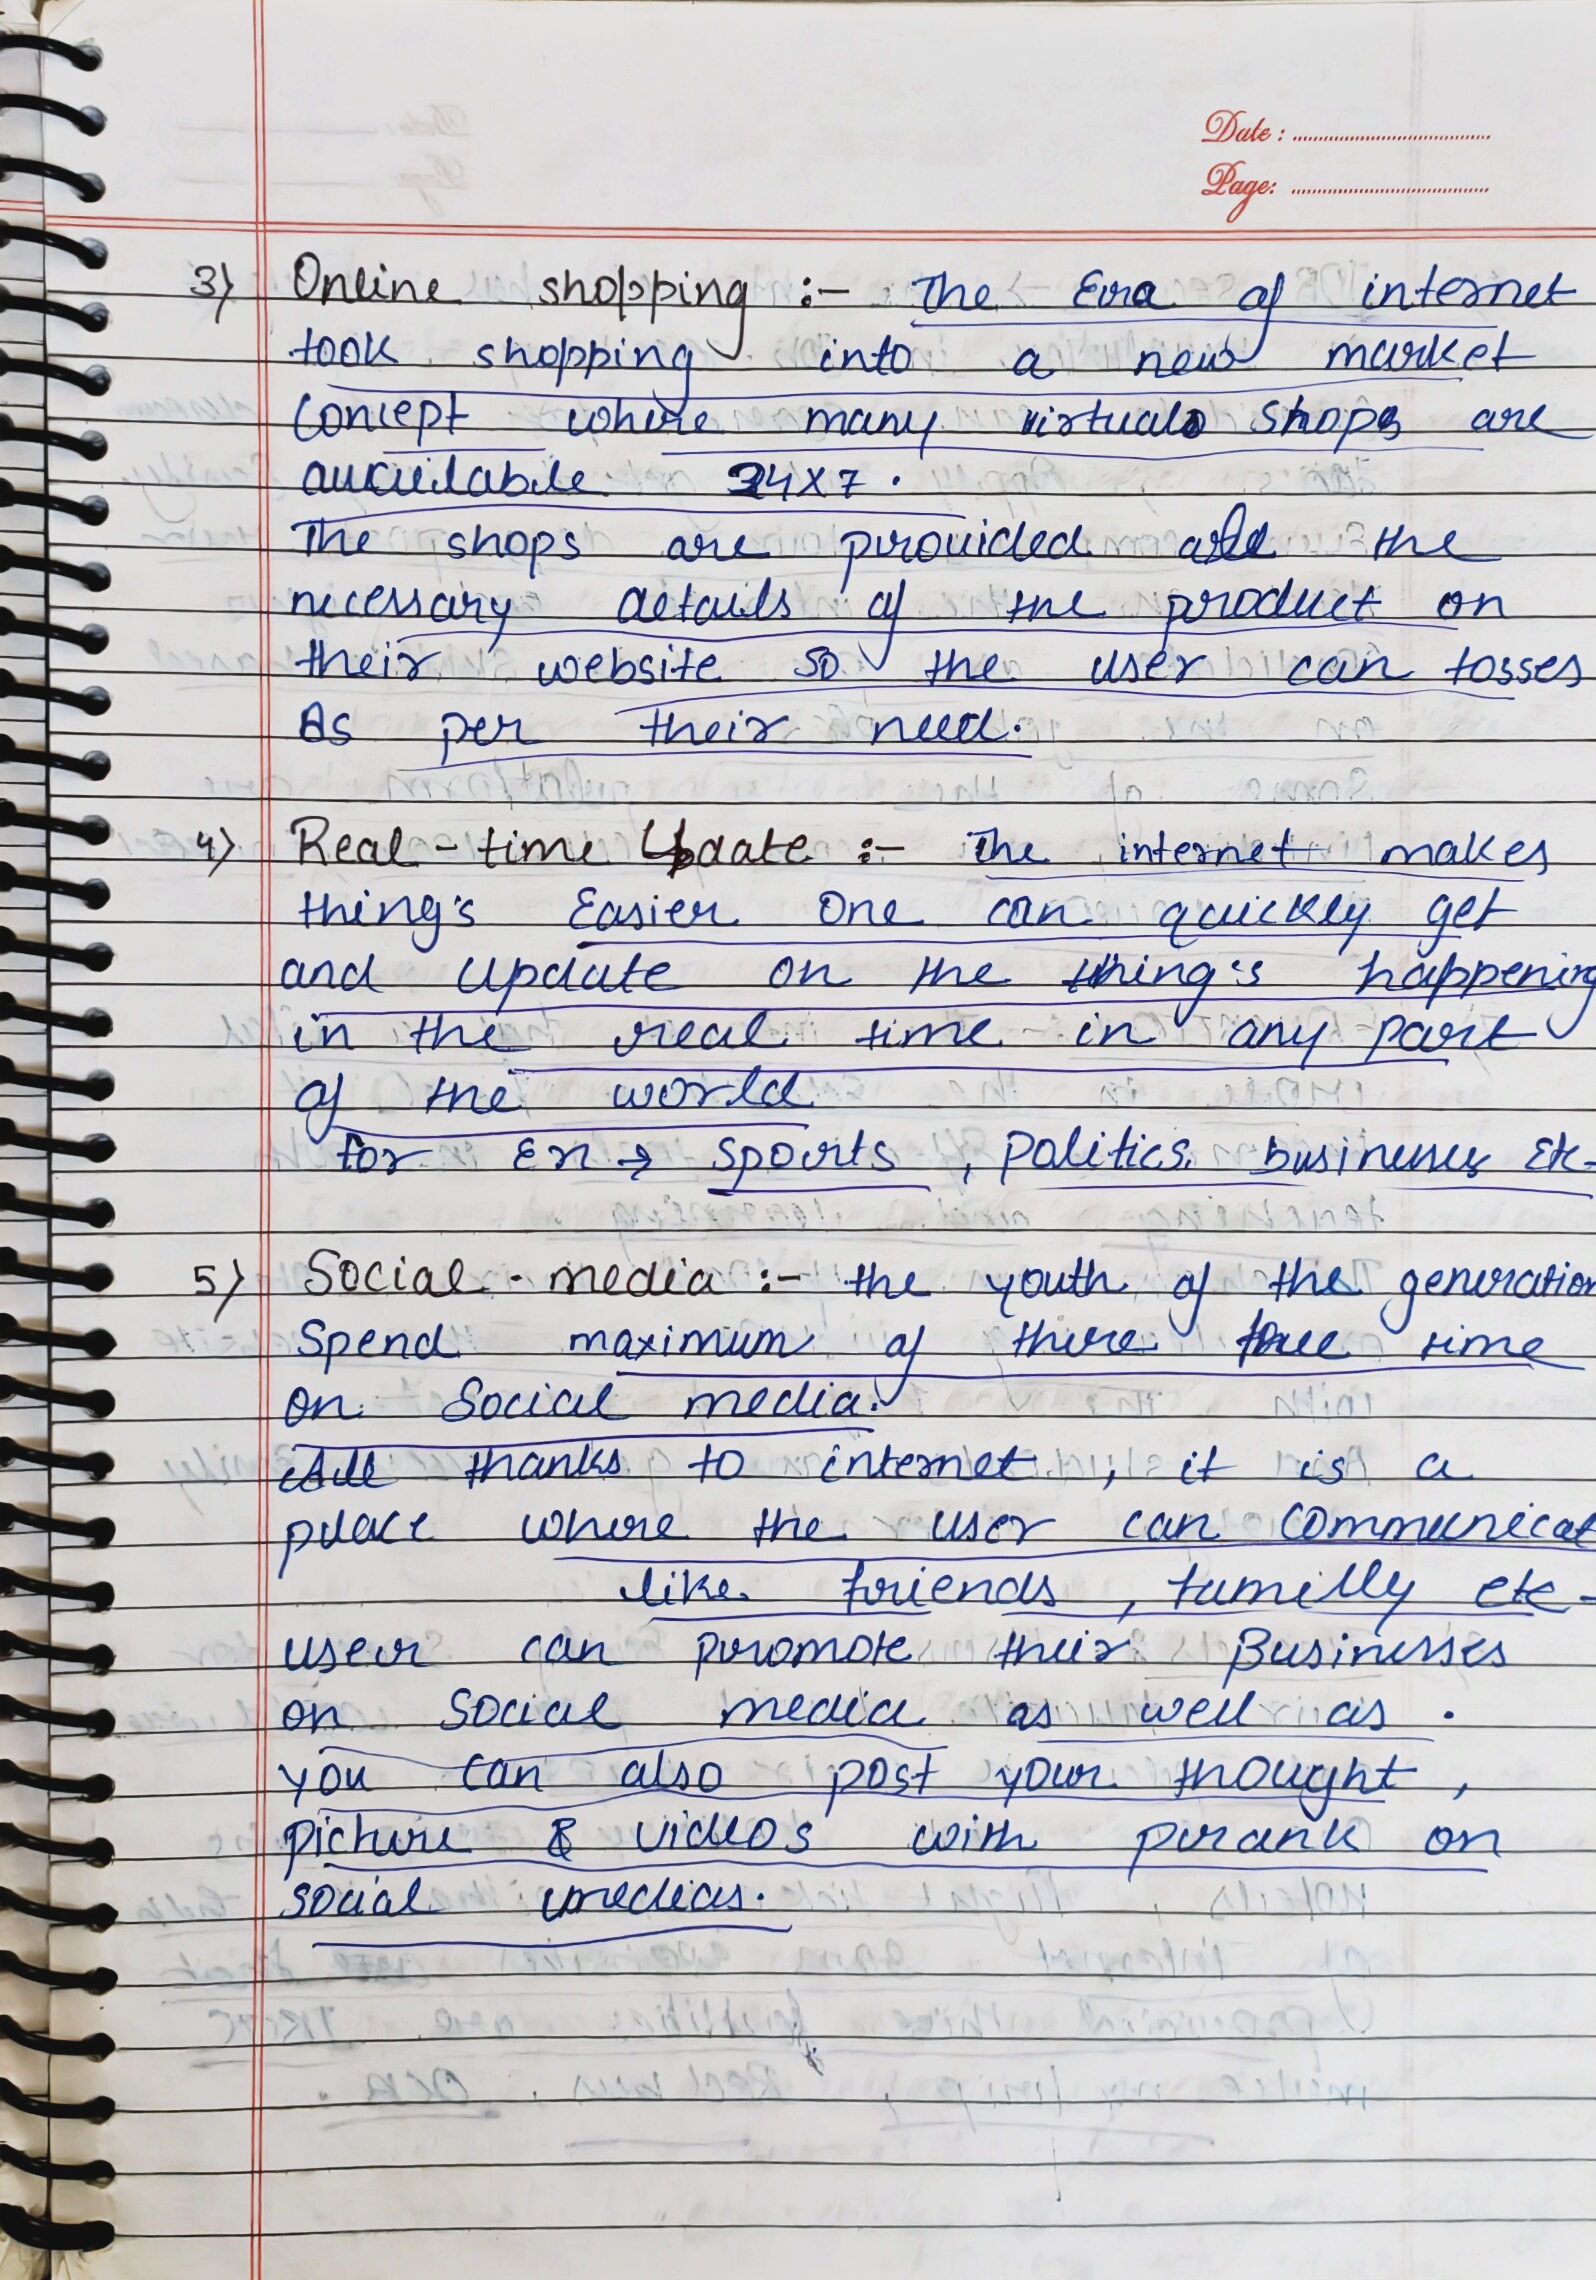 Date :
Page:
3) Online shopping :- The Era of internet
took shopping into a new market
concept where many virtual shops are
available 24X7 .
The shops are provided all the
necessary details of the product on
their website so the user can tosses
As per their need.
4) Real-time Update :- The internet makes
thing's Easier One can quickly get
and Update on the thing's happening
in the real time in any part
of the world
for Ex → sports , politics, businesses Etc-
5) Social - media :- the youth of the generation
Spend maximum of there free time
on Social media.
All thanks to internet , it is a
place where the user can Communicat
like friends , familly etc-
user can promote their Businesses
on Social media as well as .
you can also post your thought ,
picture & videos with prank on
social medias.